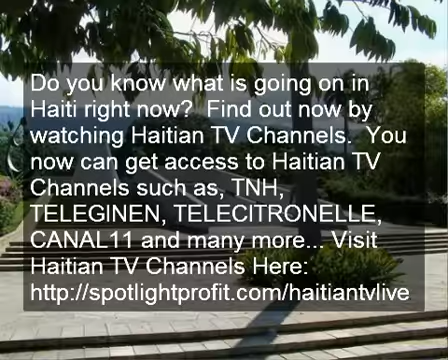 Do you know what is going on in
Haiti right now?  Find out now by
watching Haitian TV Channels.  You
now can get access to Haitian TV
Channels such as, TNH,
TELEGINEN, TELECITRONELLE,
CANAL11 and many more... Visit
Haitian TV Channels Here:
http://spotlightprofit.com/haitiantvlive